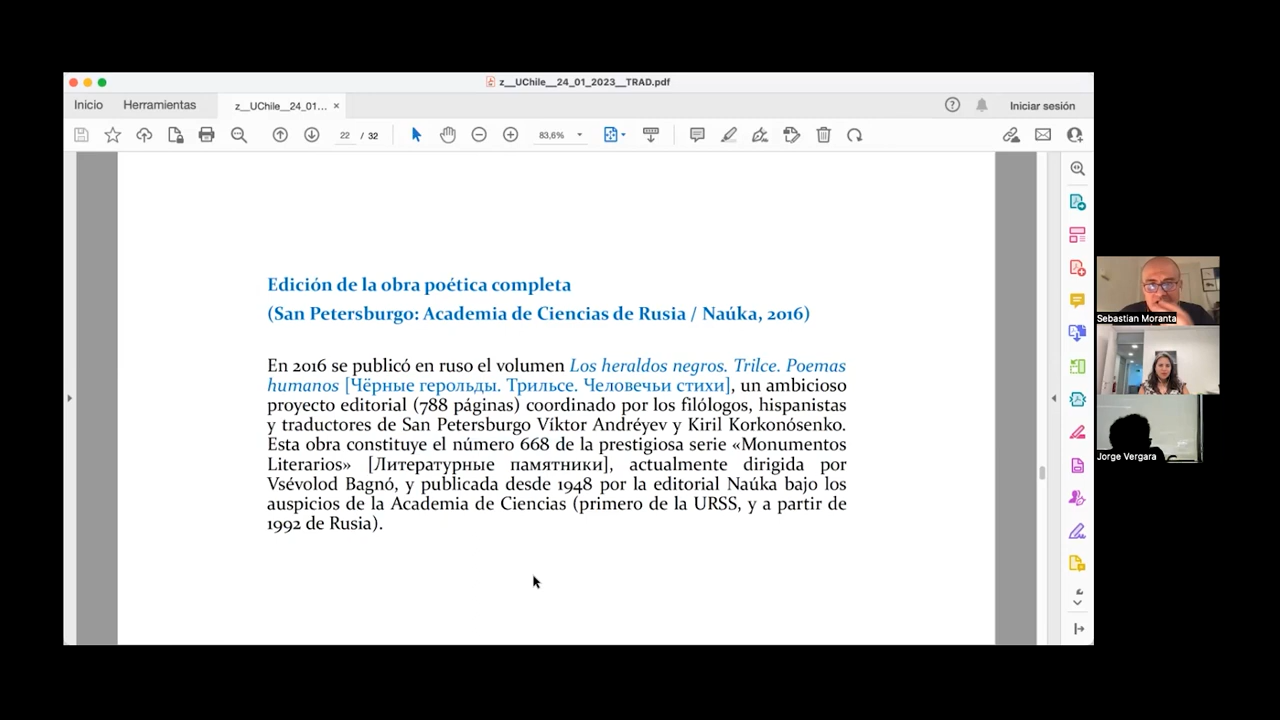 z__UChile__24_01_2023__TRAD.pdf
Inicio Herramientas z__UChile__24_01... × Iniciar sesión
22 / 32 83,6%
Edición de la obra poética completa
(San Petersburgo: Academia de Ciencias de Rusia / Naúka, 2016)
En 2016 se publicó en ruso el volumen Los heraldos negros. Trilce. Poemas
humanos [Чёрные герольды. Трильсе. Человечьи стихи], un ambicioso
proyecto editorial (788 páginas) coordinado por los filólogos, hispanistas
y traductores de San Petersburgo Víktor Andréyev y Kiril Korkonósenko.
Esta obra constituye el número 668 de la prestigiosa serie «Monumentos
Literarios» [Литературные памятники], actualmente dirigida por
Vsévolod Bagnó, y publicada desde 1948 por la editorial Naúka bajo los
auspicios de la Academia de Ciencias (primero de la URSS, y a partir de
1992 de Rusia).
Sebastian Moranta
Jorge Vergara